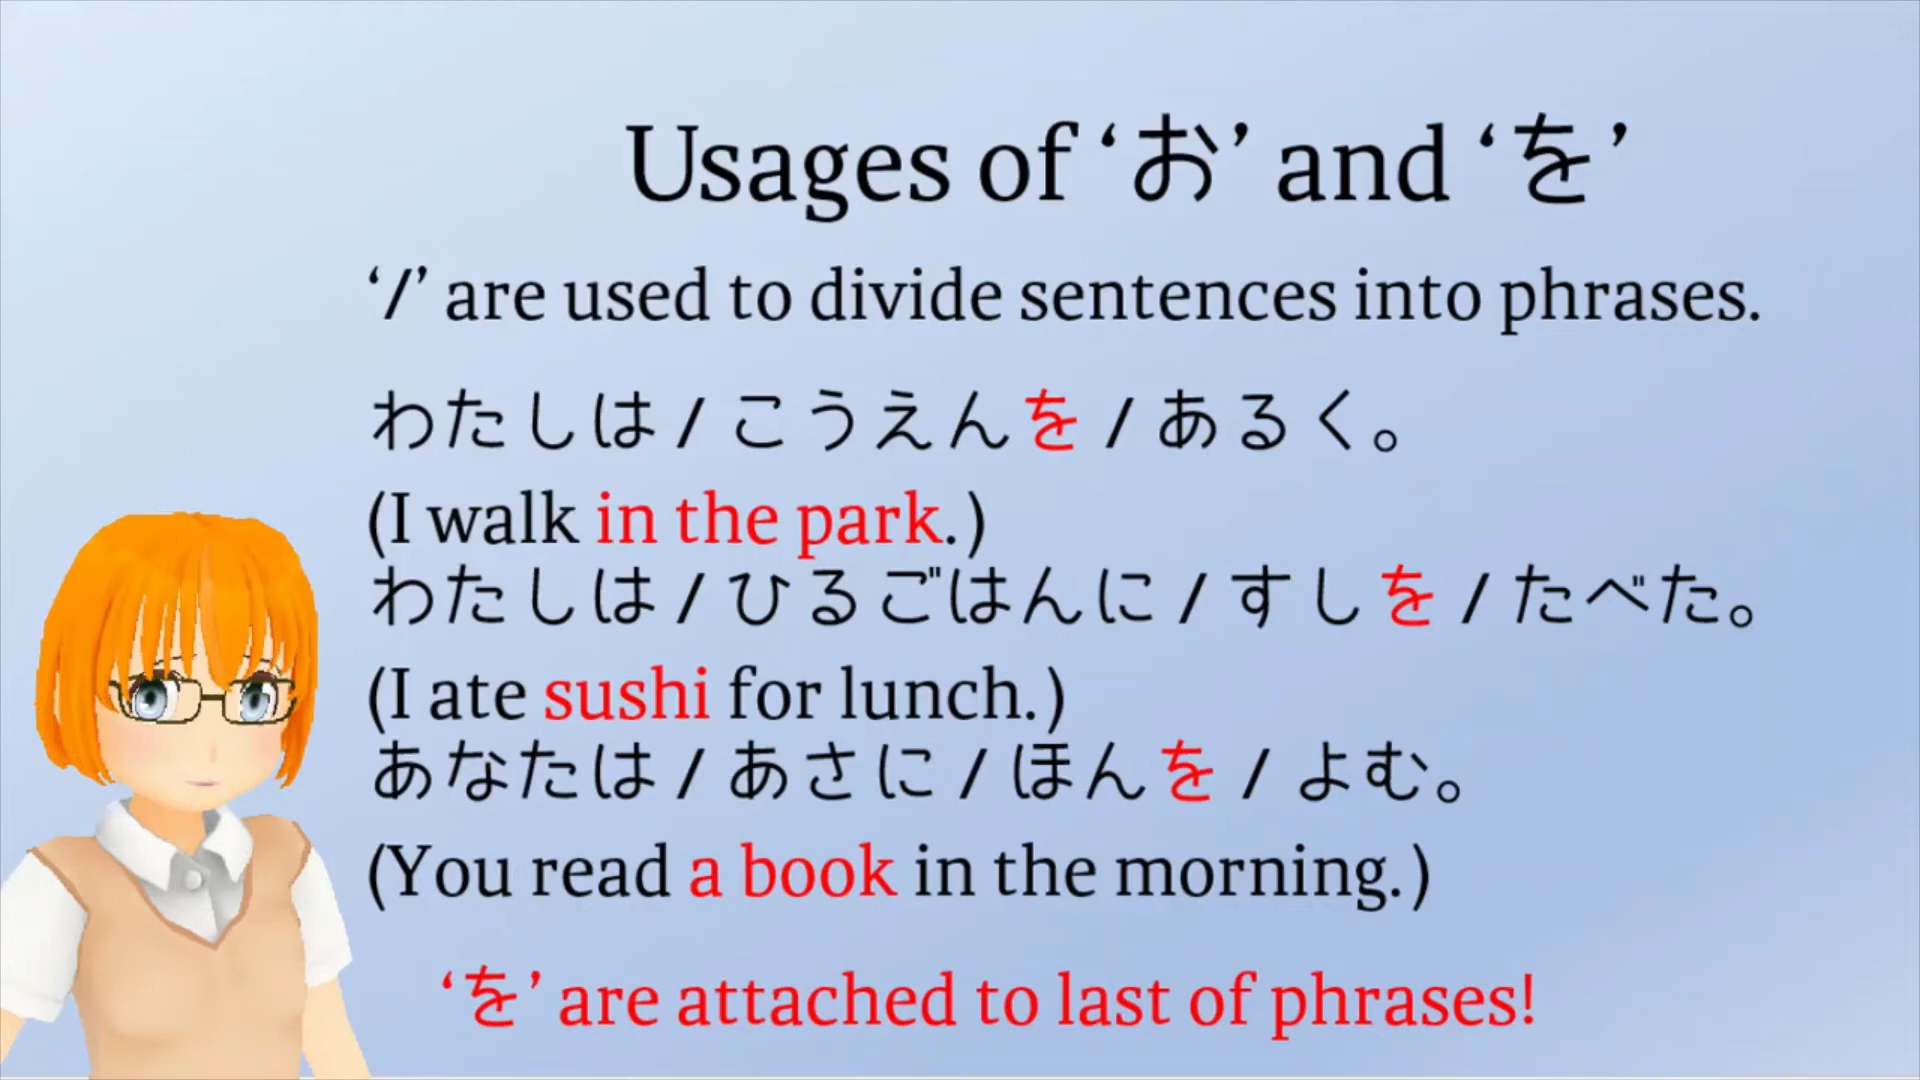 Usages of ‘お’ and ‘を’
‘/’ are used to divide sentences into phrases.
わたしは / こうえんを / あるく。
(I walk in the park.)
わたしは / ひるごはんに / すしを / たべた。
(I ate sushi for lunch.)
あなたは / あさに / ほんを / よむ。
(You read a book in the morning.)
‘を’ are attached to last of phrases!